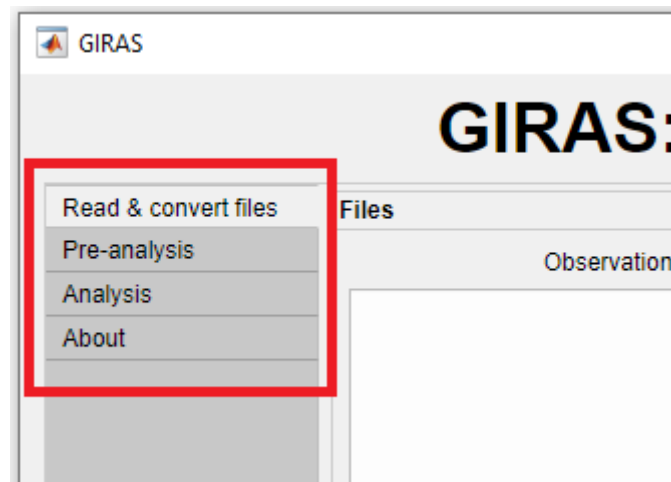 GIRAS
GIRAS:
Read & convert files
Files
Pre-analysis
Observation
Analysis
About